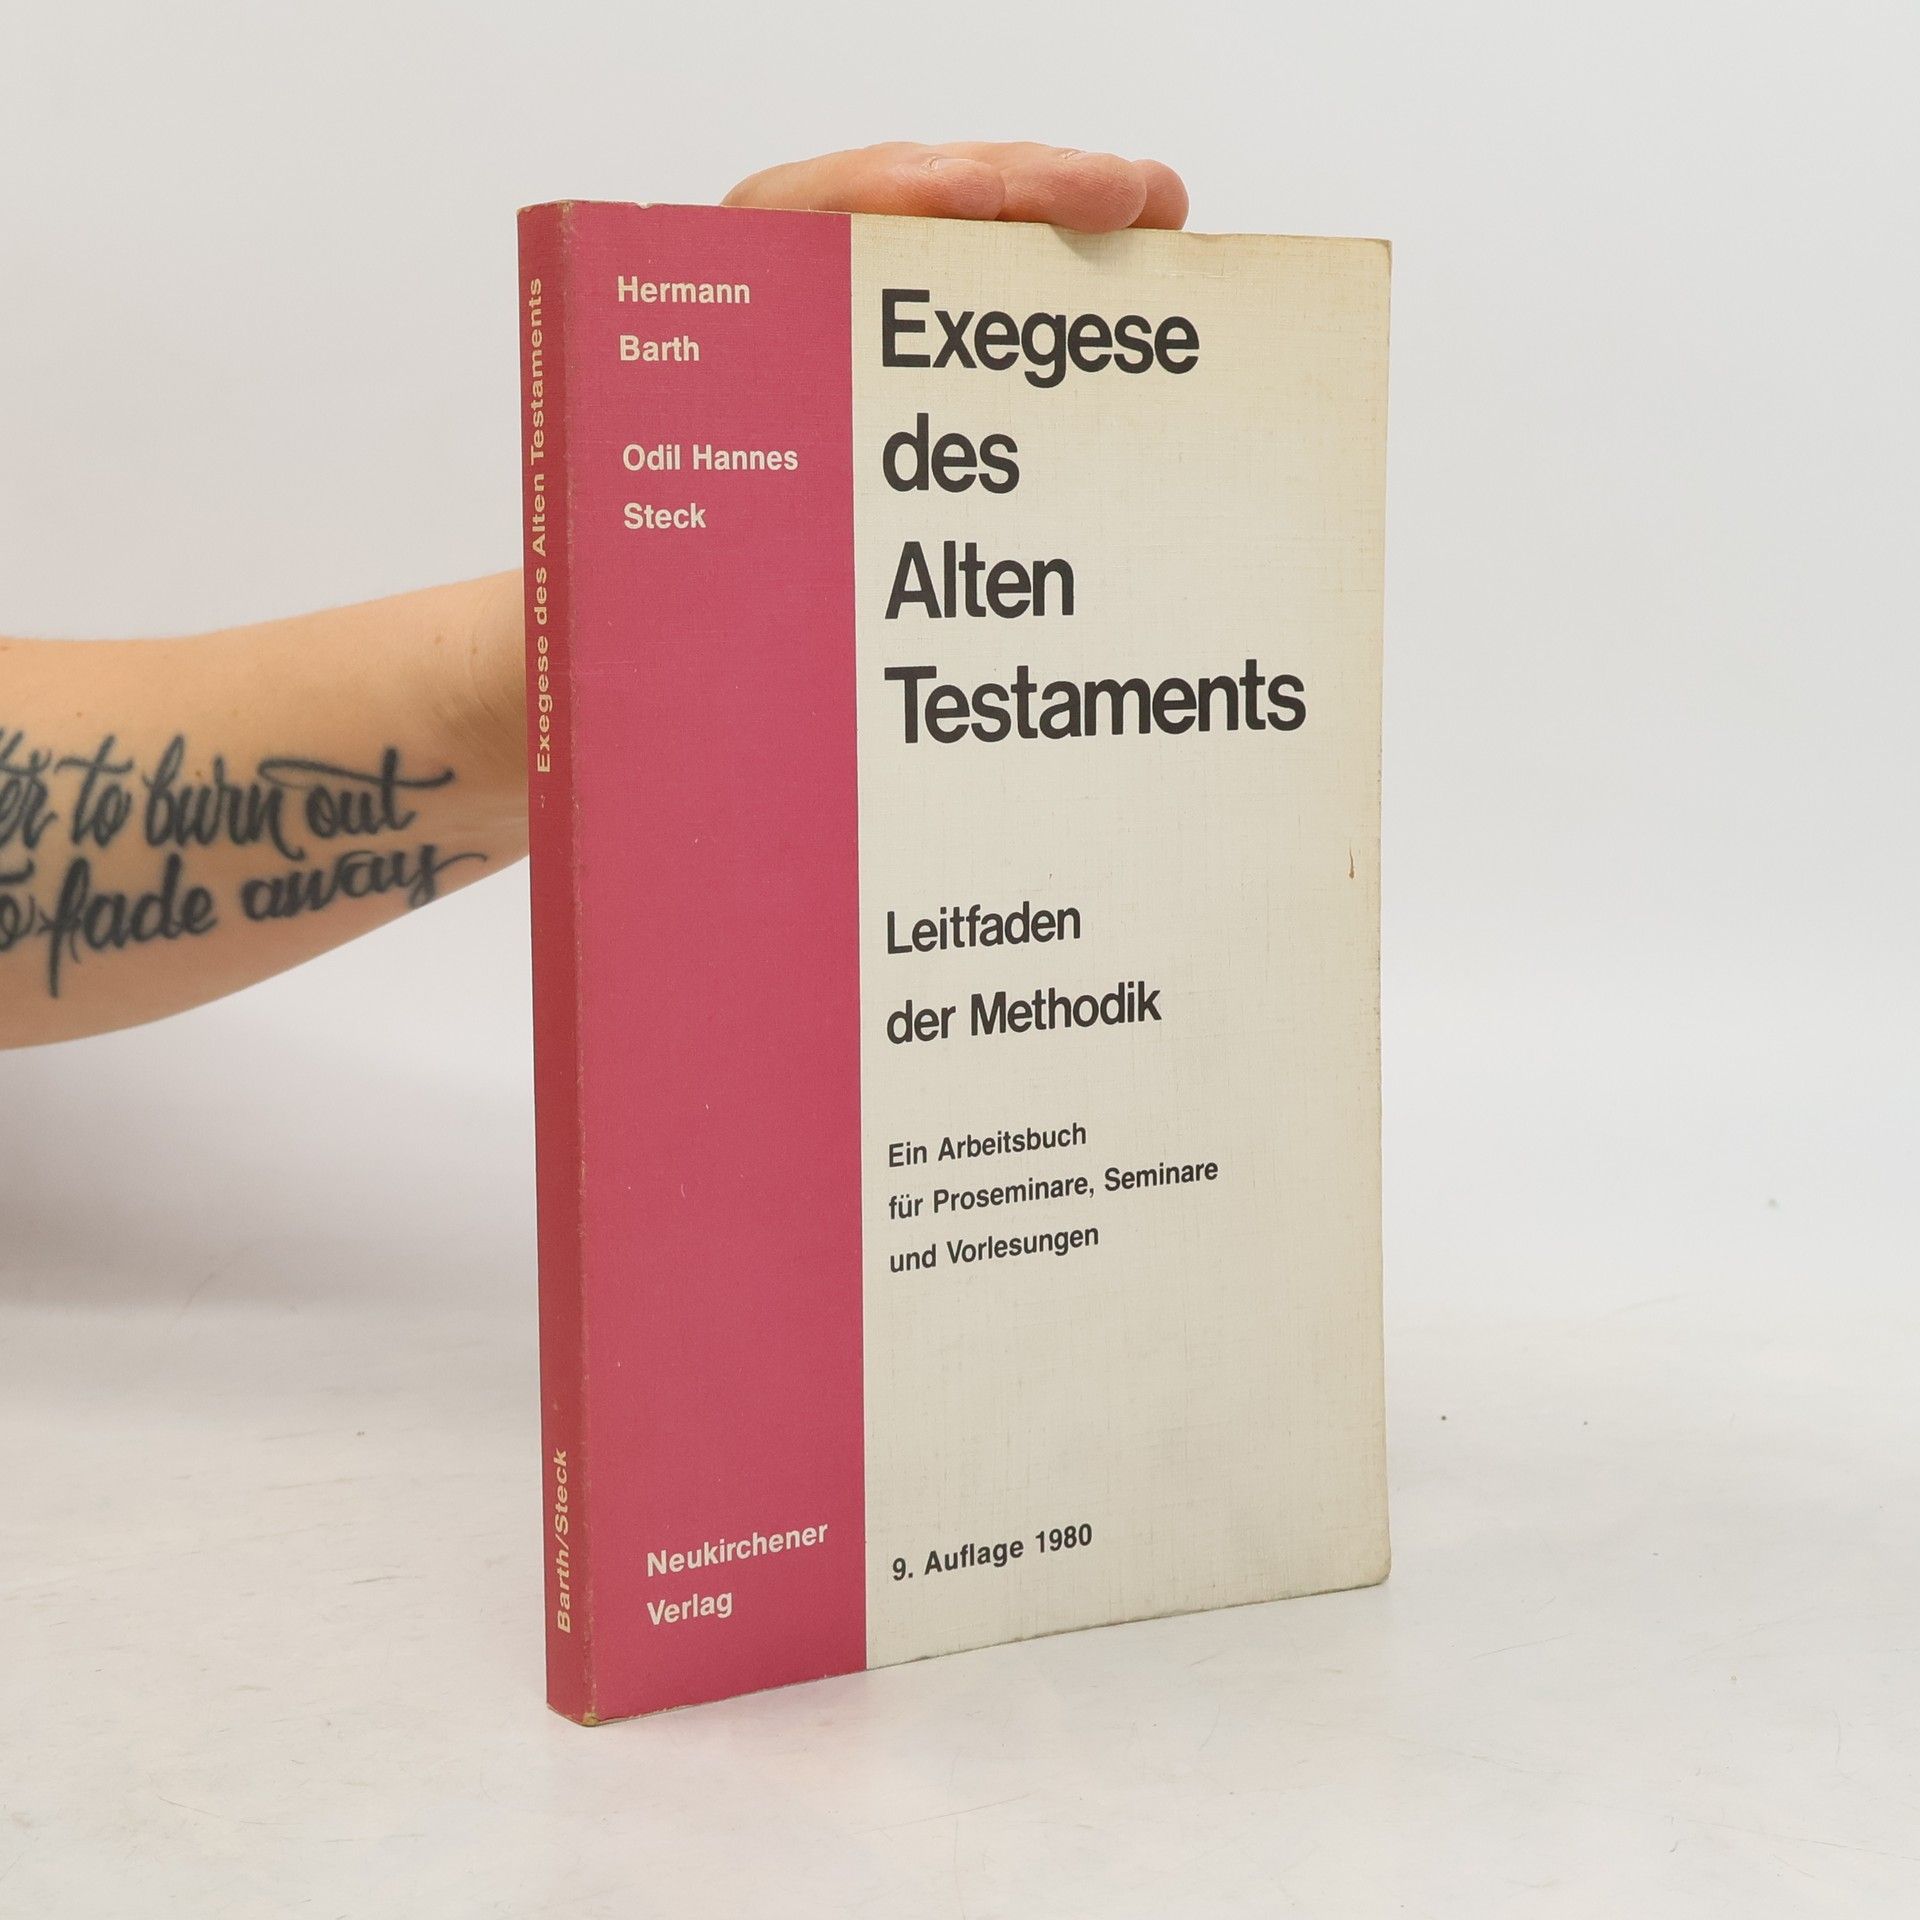 Hermann
Barth
Odil Hannes
Steck
Neukirchener
Verlag
Exegese
des
Alten
Testaments
Leitfaden
der Methodik
Ein Arbeitsbuch
für Proseminare, Seminare
und Vorlesungen
9. Auflage 1980
Exegese des Alten Testaments
Barth/Steck
to burn out
fade away